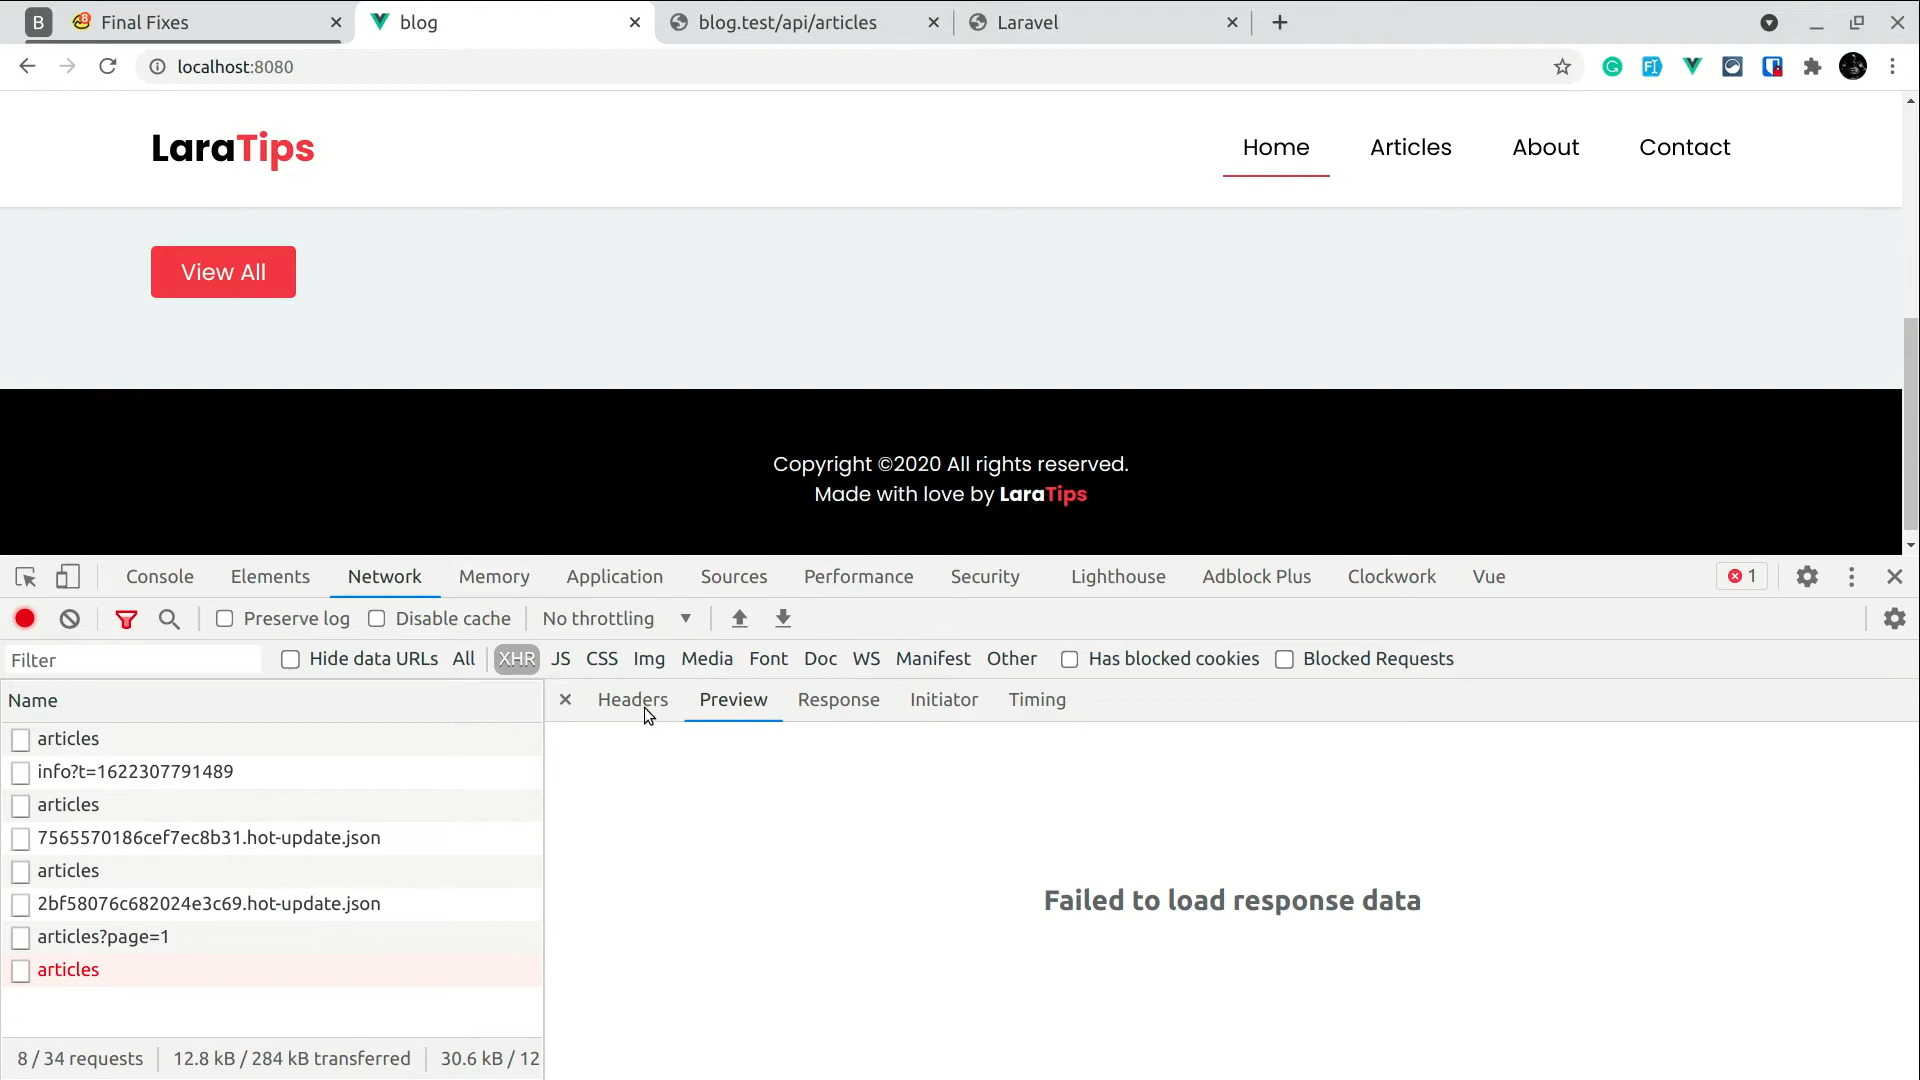 B
Final Fixes
blog
blog.test/api/articles
Laravel
localhost:8080
LaraTips
Home
Articles
About
Contact
View All
Copyright ©2020 All rights reserved.
Made with love by LaraTips
Console
Elements
Network
Memory
Application
Sources
Performance
Security
Lighthouse
Adblock Plus
Clockwork
Vue
1
Preserve log
Disable cache
No throttling
Filter
Hide data URLs
All
XHR
JS
CSS
Img
Media
Font
Doc
WS
Manifest
Other
Has blocked cookies
Blocked Requests
Name
Headers
Preview
Response
Initiator
Timing
articles
info?t=1622307791489
articles
7565570186cef7ec8b31.hot-update.json
articles
2bf58076c682024e3c69.hot-update.json
articles?page=1
articles
Failed to load response data
8 / 34 requests
12.8 kB / 284 kB transferred
30.6 kB / 12